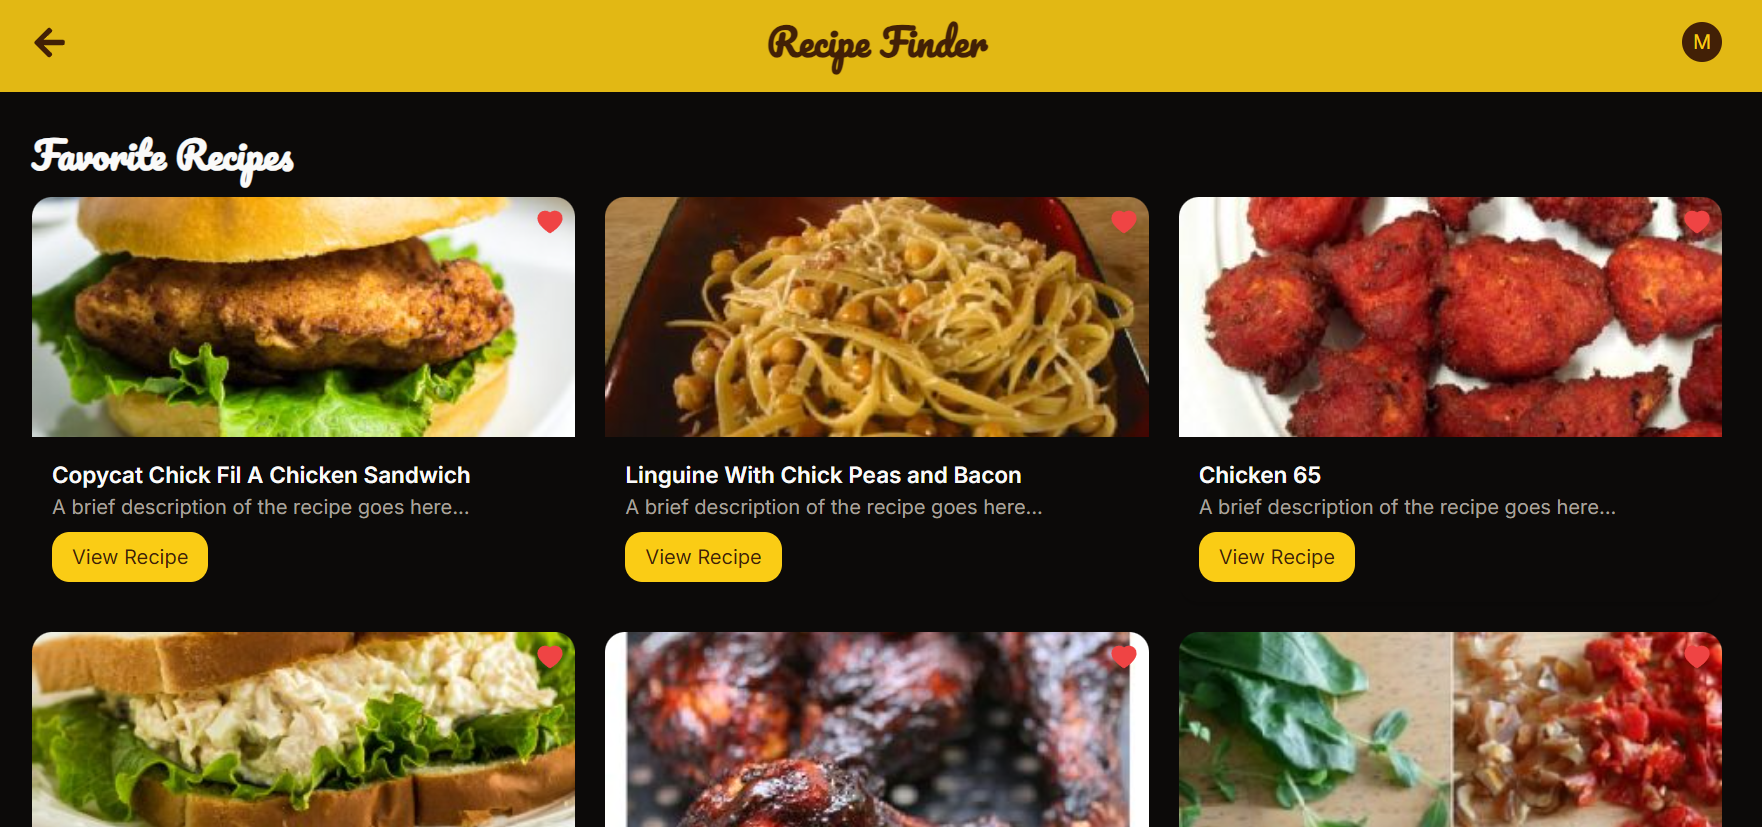 Recipe Finder
M
Favorite Recipes
Copycat Chick Fil A Chicken Sandwich
A brief description of the recipe goes here...
View Recipe
Linguine With Chick Peas and Bacon
A brief description of the recipe goes here...
View Recipe
Chicken 65
A brief description of the recipe goes here...
View Recipe